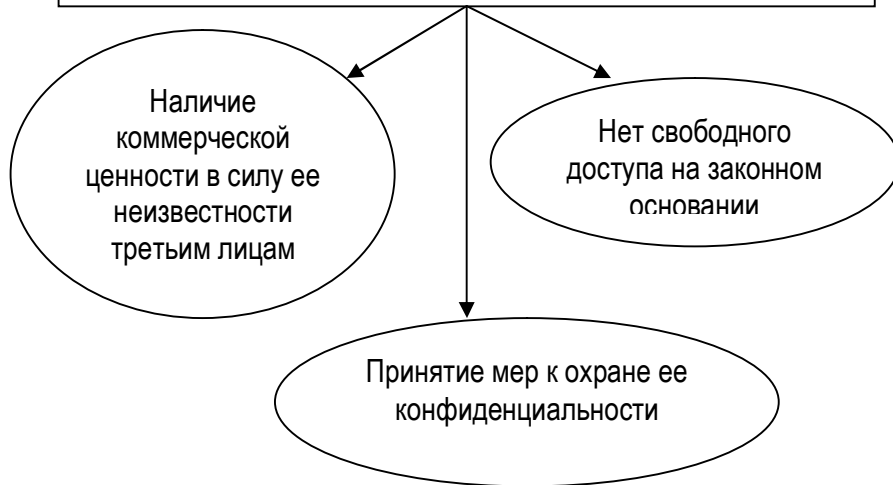 Наличие
коммерческой
ценности в силу ее
неизвестности
третьим лицам
Нет свободного
доступа на законном
основании
Принятие мер к охране ее
конфиденциальности